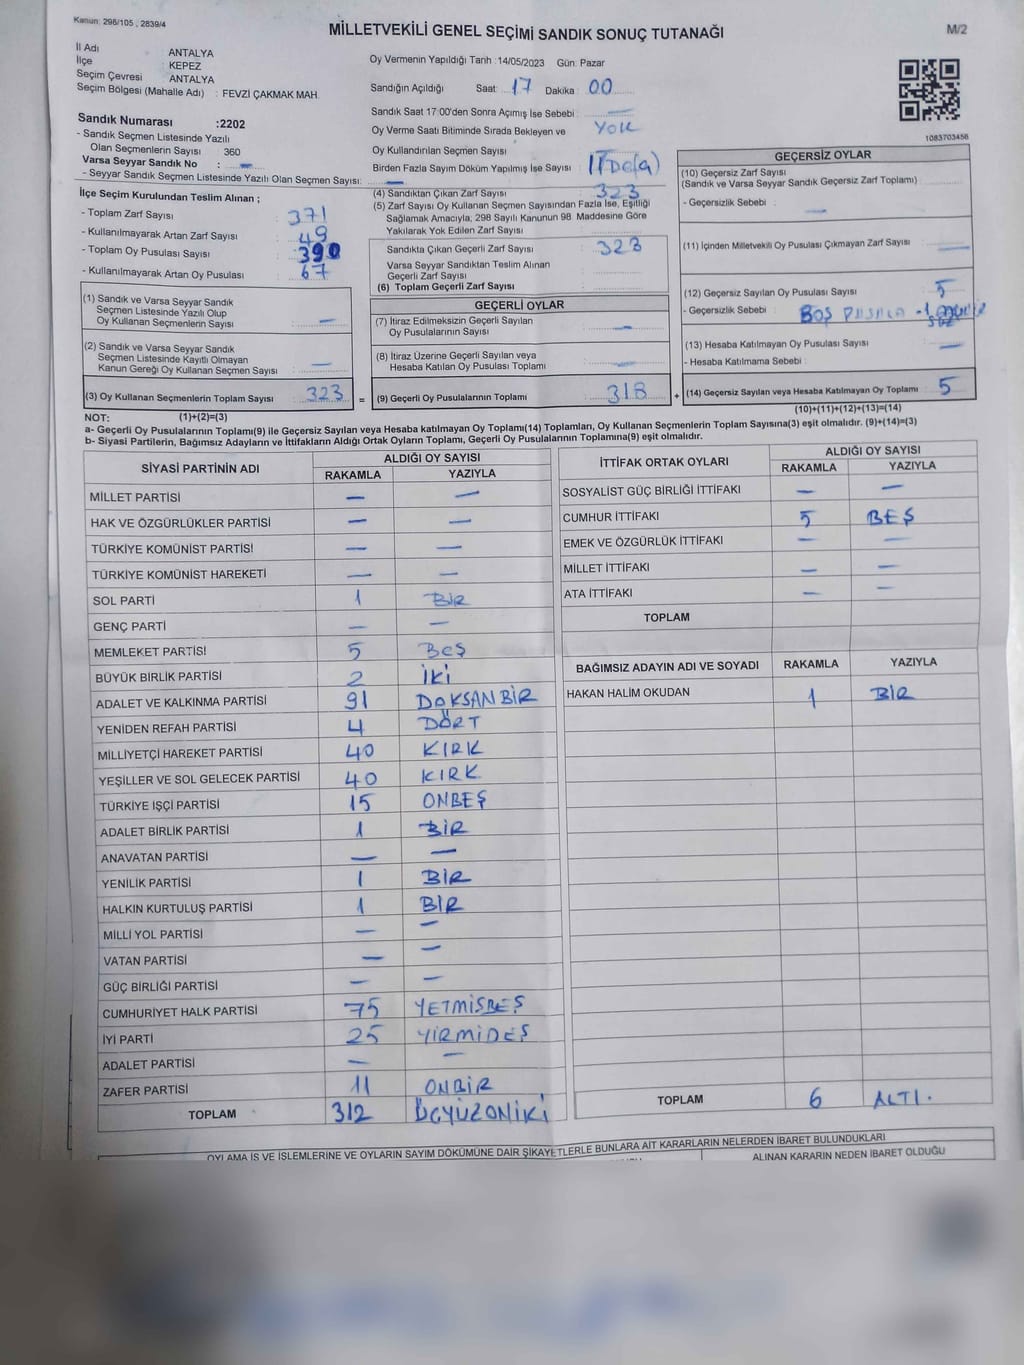 Kanun: 298/105, 2839/4
MİLLETVEKİLİ GENEL SEÇİMİ SANDIK SONUÇ TUTANAĞI
M/2
İl Adı ANTALYA
İlçe KEPEZ
Seçim Çevresi ANTALYA
Seçim Bölgesi (Mahalle Adı) : FEVZİ ÇAKMAK MAH.
Sandık Numarası :2202
- Sandık Seçmen Listesinde Yazılı
Olan Seçmenlerin Sayısı : 360
Varsa Seyyar Sandık No : —
- Seyyar Sandık Seçmen Listesinde Yazılı Olan Seçmen Sayısı: —
Oy Vermenin Yapıldığı Tarih :14/05/2023 Gün: Pazar
Sandığın Açıldığı Saat: 17 Dakika: 00
Sandık Saat 17:00'den Sonra Açımış İse Sebebi : —
Oy Verme Saati Bitiminde Sırada Bekleyen ve YOK
Oy Kullandırılan Seçmen Sayısı
Birden Fazla Sayım Döküm Yapılmış İse Sayısı :
(4) Sandıktan Çıkan Zarf Sayısı : 323
(5) Zarf Sayısı Oy Kullanan Seçmen Sayısından Fazla İse, Eşitliği
Sağlamak Amacıyla; 298 Sayılı Kanunun 98. Maddesine Göre
Yakılarak Yok Edilen Zarf Sayısı :
1083703456
İlçe Seçim Kurulundan Teslim Alınan ;
- Toplam Zarf Sayısı : 371
- Kullanılmayarak Artan Zarf Sayısı : 49
- Toplam Oy Pusulası Sayısı : 390
- Kullanılmayarak Artan Oy Pusulası : 67
Sandıkta Çıkan Geçerli Zarf Sayısı : 323
Varsa Seyyar Sandıktan Teslim Alınan
Geçerli Zarf Sayısı :
(6) Toplam Geçerli Zarf Sayısı :
GEÇERSİZ OYLAR
(10) Geçersiz Zarf Sayısı
(Sandık ve Varsa Seyyar Sandık Geçersiz Zarf Toplamı)
- Geçersizlik Sebebi : —
(11) İçinden Milletvekili Oy Pusulası Çıkmayan Zarf Sayısı : —
(12) Geçersiz Sayılan Oy Pusulası Sayısı : 5
- Geçersizlik Sebebi : BOŞ PUSULA
(13) Hesaba Katılmayan Oy Pusulası Sayısı : —
- Hesaba Katılmama Sebebi :
(14) Geçersiz Sayılan veya Hesaba Katılmayan Oy Toplamı : 5
(10)+(11)+(12)+(13)=(14)
(1) Sandık ve Varsa Seyyar Sandık
Seçmen Listesinde Yazılı Olup
Oy Kullanan Seçmenlerin Sayısı : —
(2) Sandık ve Varsa Seyyar Sandık
Seçmen Listesinde Kayıtlı Olmayan
Kanun Gereği Oy Kullanan Seçmen Sayısı : —
(3) Oy Kullanan Seçmenlerin Toplam Sayısı : 323 =
(1)+(2)=(3)
GEÇERLİ OYLAR
(7) İtiraz Edilmeksizin Geçerli Sayılan
Oy Pusulalarının Sayısı : —
(8) İtiraz Üzerine Geçerli Sayılan veya
Hesaba Katılan Oy Pusulası Toplamı : —
(9) Geçerli Oy Pusulalarının Toplamı : 318 +
NOT:
a- Geçerli Oy Pusulalarının Toplamı(9) ile Geçersiz Sayılan veya Hesaba katılmayan Oy Toplamı(14) Toplamları, Oy Kullanan Seçmenlerin Toplam Sayısına(3) eşit olmalıdır. (9)+(14)=(3)
b- Siyasi Partilerin, Bağımsız Adayların ve İttifakların Aldığı Ortak Oyların Toplamı, Geçerli Oy Pusulalarının Toplamına(9) eşit olmalıdır.
SİYASİ PARTİNİN ADI ALDIĞI OY SAYISI
RAKAMLA YAZIYLA
MİLLET PARTİSİ — —
HAK VE ÖZGÜRLÜKLER PARTİSİ — —
TÜRKİYE KOMÜNİST PARTİSİ — —
TÜRKİYE KOMÜNİST HAREKETİ — —
SOL PARTİ 1 BİR
GENÇ PARTİ — —
MEMLEKET PARTİSİ 5 BEŞ
BÜYÜK BİRLİK PARTİSİ 2 İKİ
ADALET VE KALKINMA PARTİSİ 91 DOKSAN BİR
YENİDEN REFAH PARTİSİ 4 DÖRT
MİLLİYETÇİ HAREKET PARTİSİ 40 KIRK
YEŞİLLER VE SOL GELECEK PARTİSİ 40 KIRK
TÜRKİYE İŞÇİ PARTİSİ 15 ONBEŞ
ADALET BİRLİK PARTİSİ 1 BİR
ANAVATAN PARTİSİ — —
YENİLİK PARTİSİ 1 BİR
HALKIN KURTULUŞ PARTİSİ 1 BİR
MİLLİ YOL PARTİSİ — —
VATAN PARTİSİ — —
GÜÇ BİRLİĞİ PARTİSİ — —
CUMHURİYET HALK PARTİSİ 75 YETMİŞBEŞ
İYİ PARTİ 25 YİRMİBEŞ
ADALET PARTİSİ — —
ZAFER PARTİSİ 11 ONBİR
TOPLAM 312 ÜÇYÜZONİKİ
İTTİFAK ORTAK OYLARI ALDIĞI OY SAYISI
RAKAMLA YAZIYLA
SOSYALİST GÜÇ BİRLİĞİ İTTİFAKI — —
CUMHUR İTTİFAKI 5 BEŞ
EMEK VE ÖZGÜRLÜK İTTİFAKI — —
MİLLET İTTİFAKI — —
ATA İTTİFAKI — —
TOPLAM
BAĞIMSIZ ADAYIN ADI VE SOYADI RAKAMLA YAZIYLA
HAKAN HALİM OKUDAN 1 BİR
TOPLAM 6 ALTI.
OYLAMA İŞ VE İŞLEMLERİNE VE OYLARIN SAYIM DÖKÜMÜNE DAİR ŞİKAYETLERLE BUNLARA AİT KARARLARIN NELERDEN İBARET BULUNDUKLARI
ALINAN KARARIN NEDEN İBARET OLDUĞU